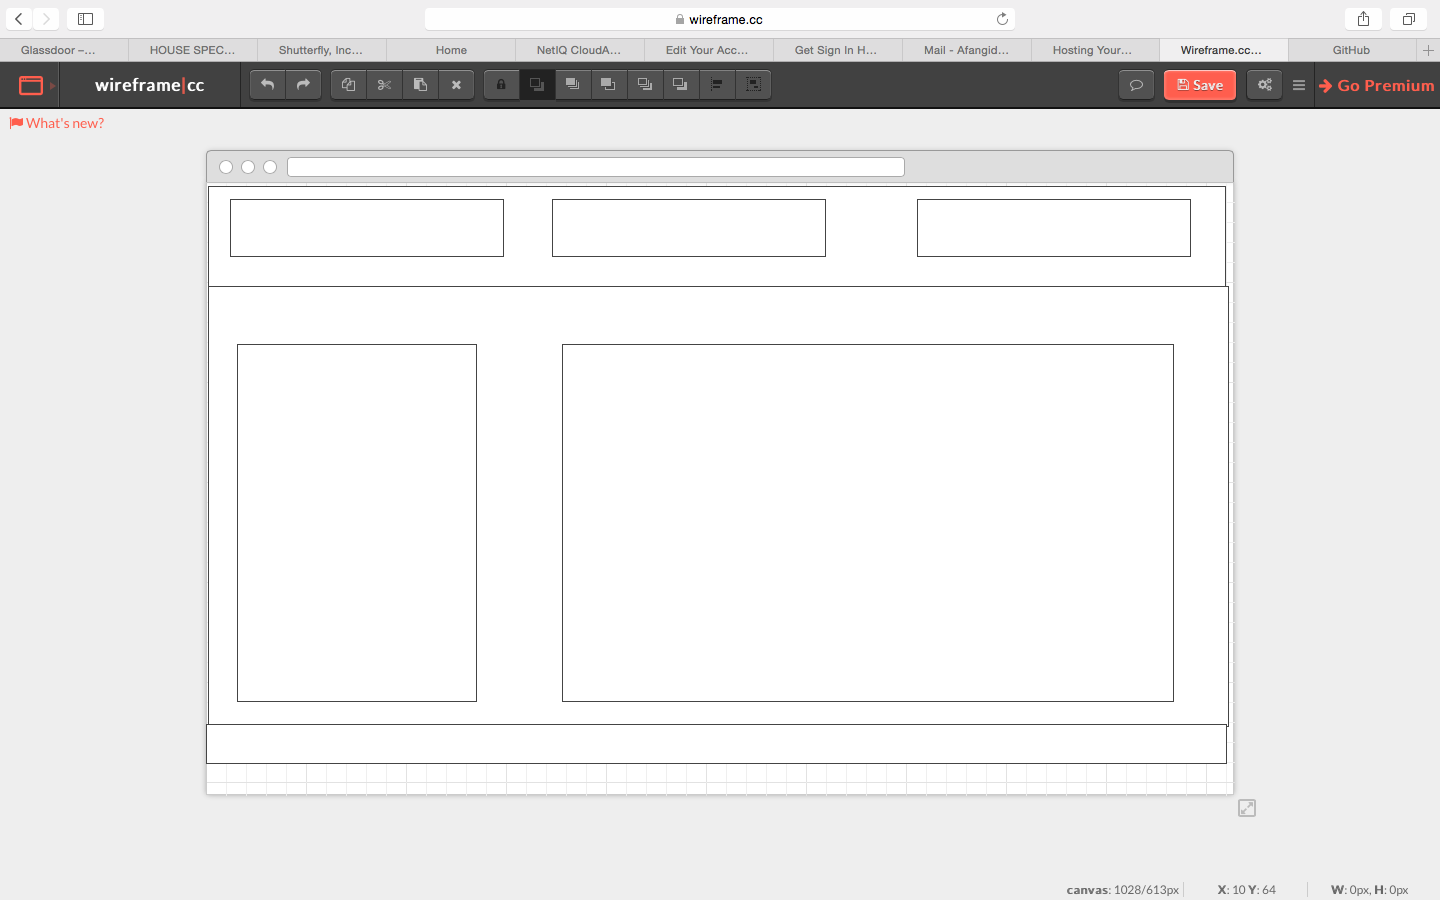 wireframe.cc
Glassdoor –... HOUSE SPEC... Shutterfly, Inc... Home NetIQ CloudA... Edit Your Acc... Get Sign In H... Mail - Afangid... Hosting Your... Wireframe.cc... GitHub
wireframe|cc Save Go Premium
What's new?
canvas: 1028/613px X: 10 Y: 64 W: 0px, H: 0px